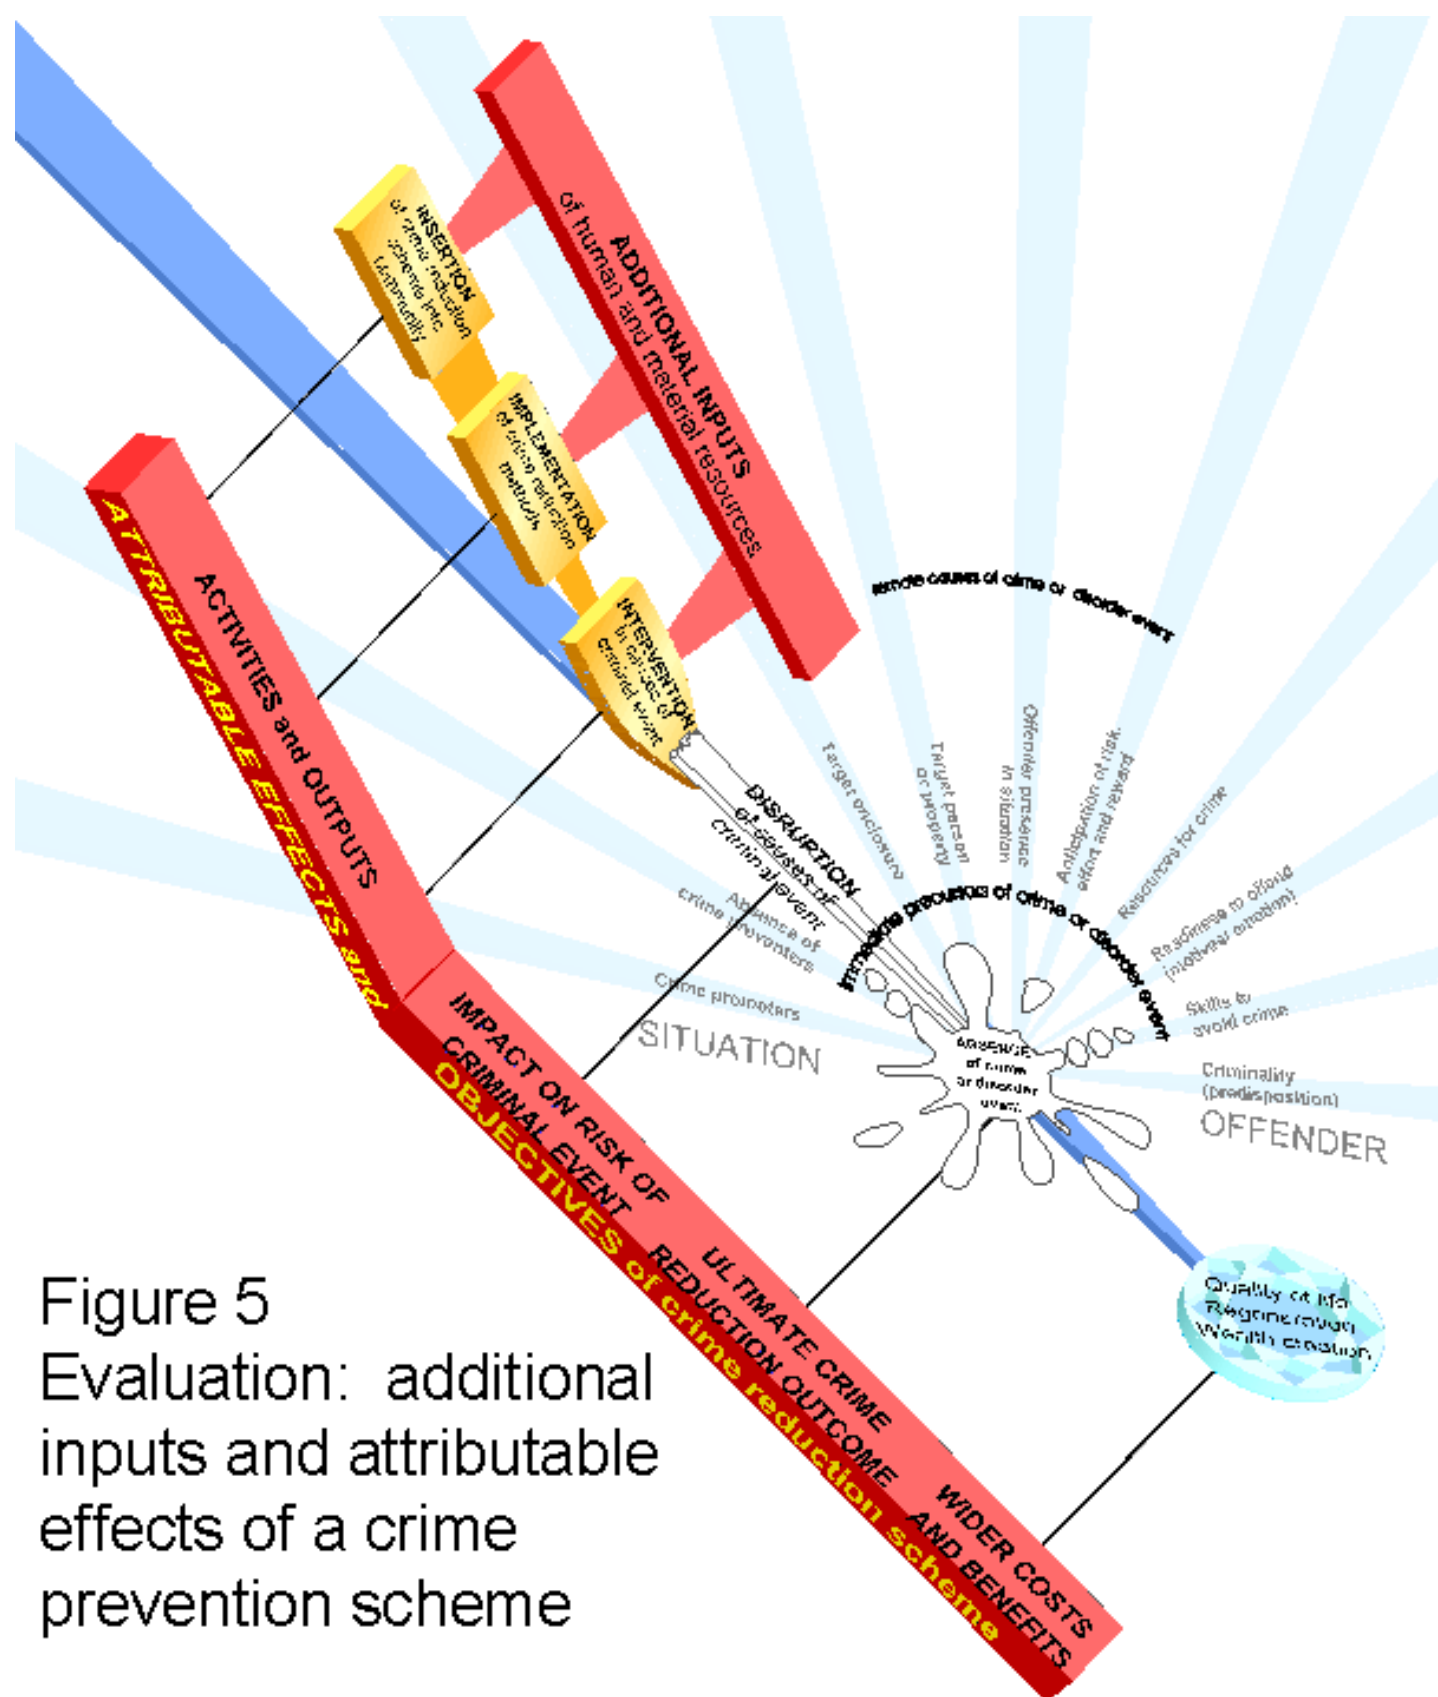 INSERTION
of crime reduction
scheme into
community
IMPLEMENTATION
of crime reduction
methods
INTERVENTION
in causes of
criminal event
ADDITIONAL INPUTS
of human and material resources
ACTIVITIES and OUTPUTS
ATTRIBUTABLE EFFECTS and
remote causes of crime or disorder event
Target enclosure
Target person
or property
Offender presence
in situation
Anticipation of risk,
effort and reward
Resources for crime
Readiness to offend
(motives/ emotion)
Skills to
avoid crime
Criminality
(predisposition)
OFFENDER
DISRUPTION
of causes of
criminal event
immediate precursors of crime or disorder event
Absence of
crime preventers
Crime promoters
SITUATION
ABSENCE
of crime
or disorder
event
IMPACT ON RISK OF
CRIMINAL EVENT
OBJECTIVES of crime reduction scheme
ULTIMATE CRIME
REDUCTION OUTCOME
WIDER COSTS
AND BENEFITS
Quality of life
Regeneration
Wealth creation
Figure 5
Evaluation:  additional
inputs and attributable
effects of a crime
prevention scheme